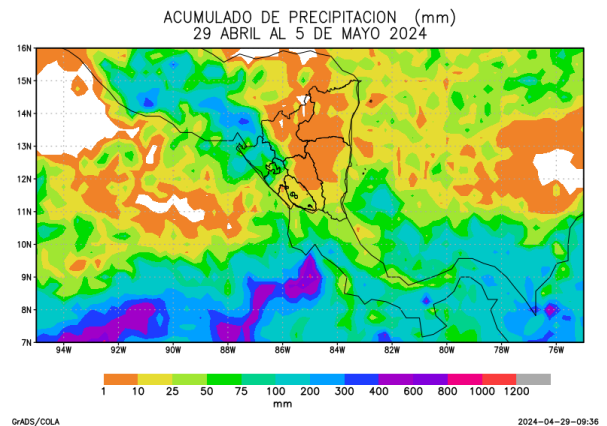 ACUMULADO DE PRECIPITACION (mm)
29 ABRIL AL 5 DE MAYO 2024
16N
15N
14N
13N
12N
11N
10N
9N
8N
7N
94W 92W 90W 88W 86W 84W 82W 80W 78W 76W
1 10 25 50 75 100 200 300 400 600 800 1000 1200
mm
GrADS/COLA 2024-04-29-09:36